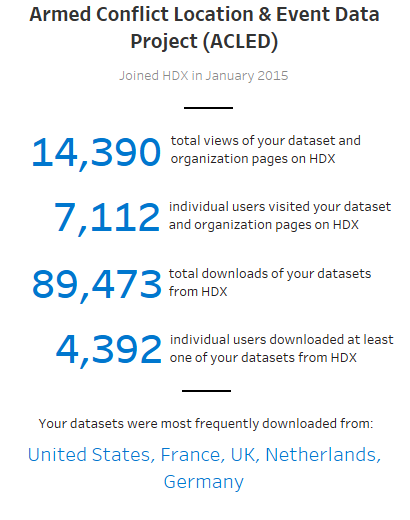 Armed Conflict Location & Event Data
Project (ACLED)
Joined HDX in January 2015
14,390
total views of your dataset and
organization pages on HDX
7,112
individual users visited your dataset
and organization pages on HDX
89,473
total downloads of your datasets
from HDX
4,392
individual users downloaded at least
one of your datasets from HDX
Your datasets were most frequently downloaded from:
United States, France, UK, Netherlands,
Germany